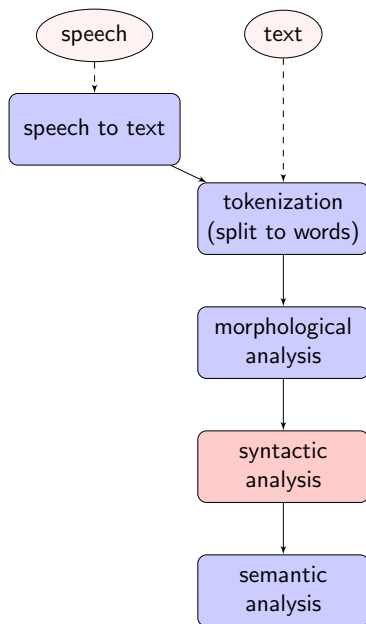 speech
text
speech to text
tokenization
(split to words)
morphological
analysis
syntactic
analysis
semantic
analysis